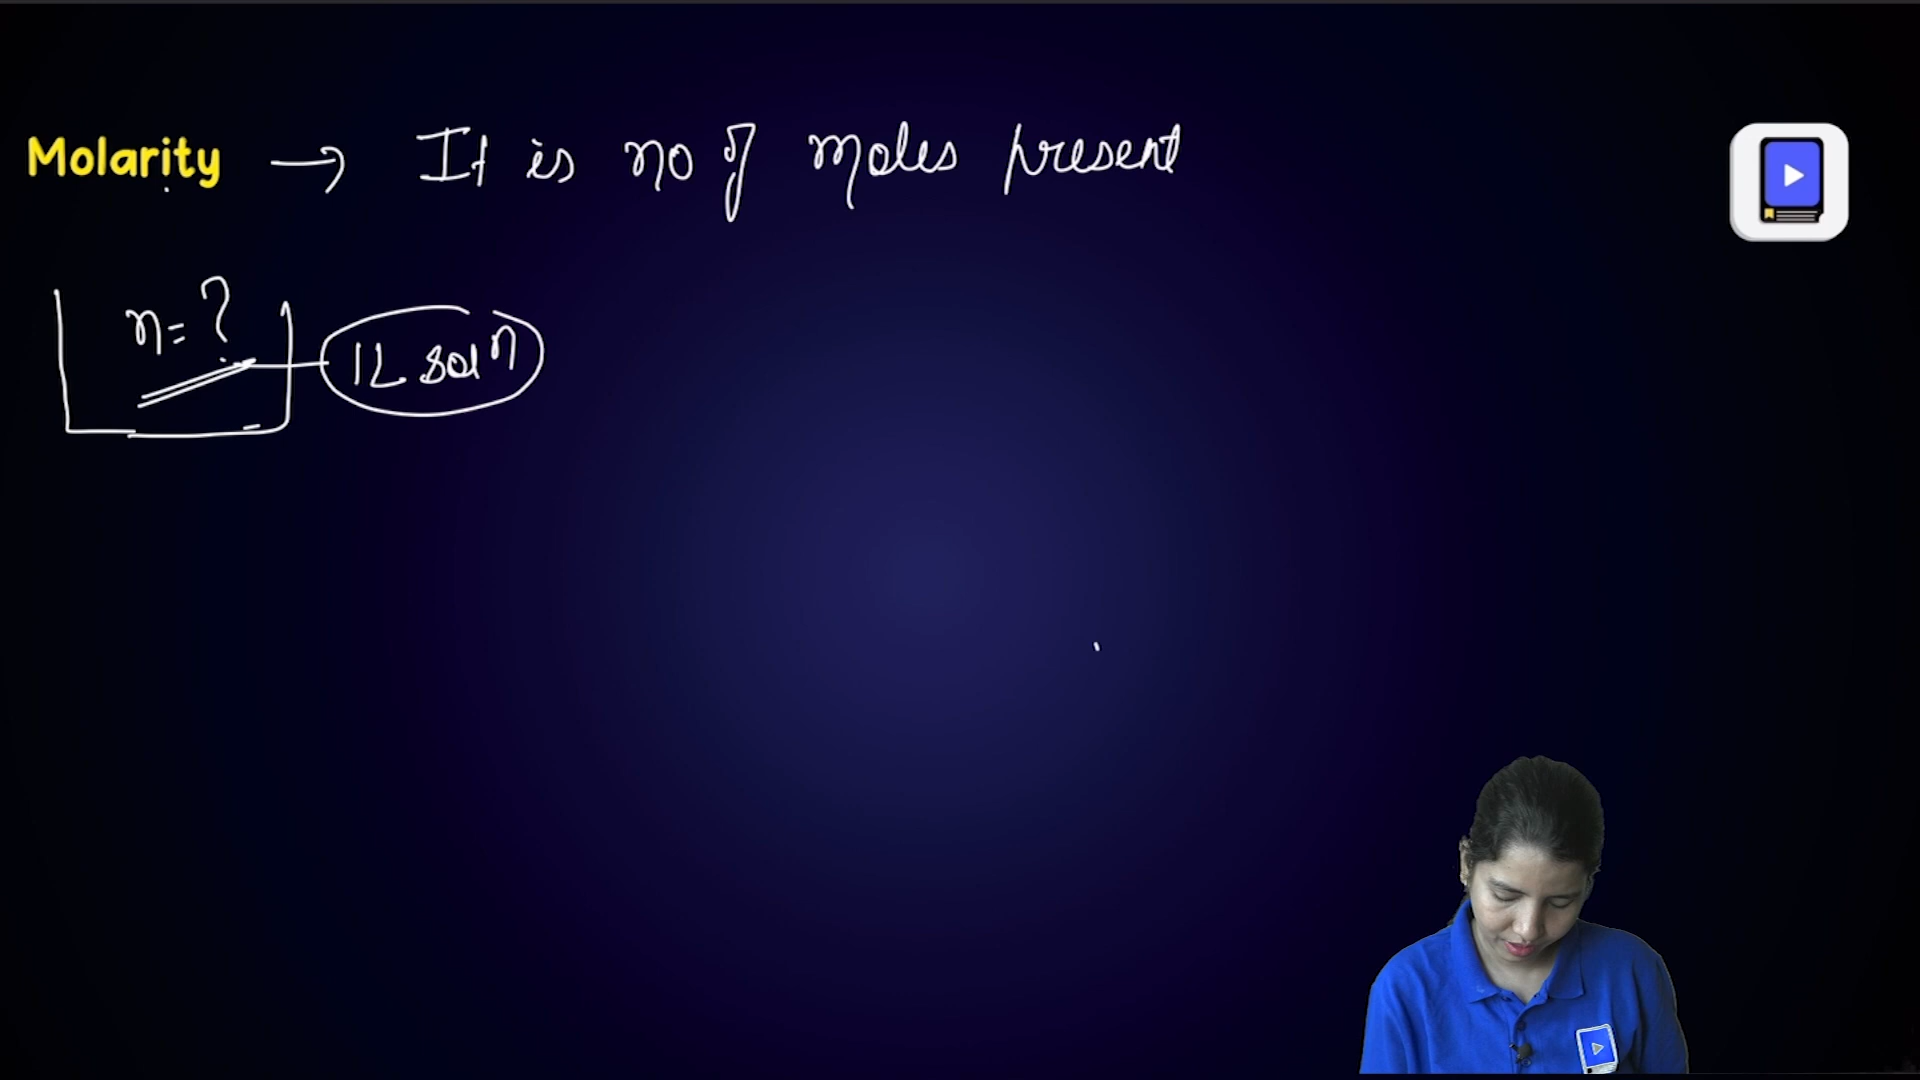 Molarity → It is no of moles present
n = ?
1L solⁿ